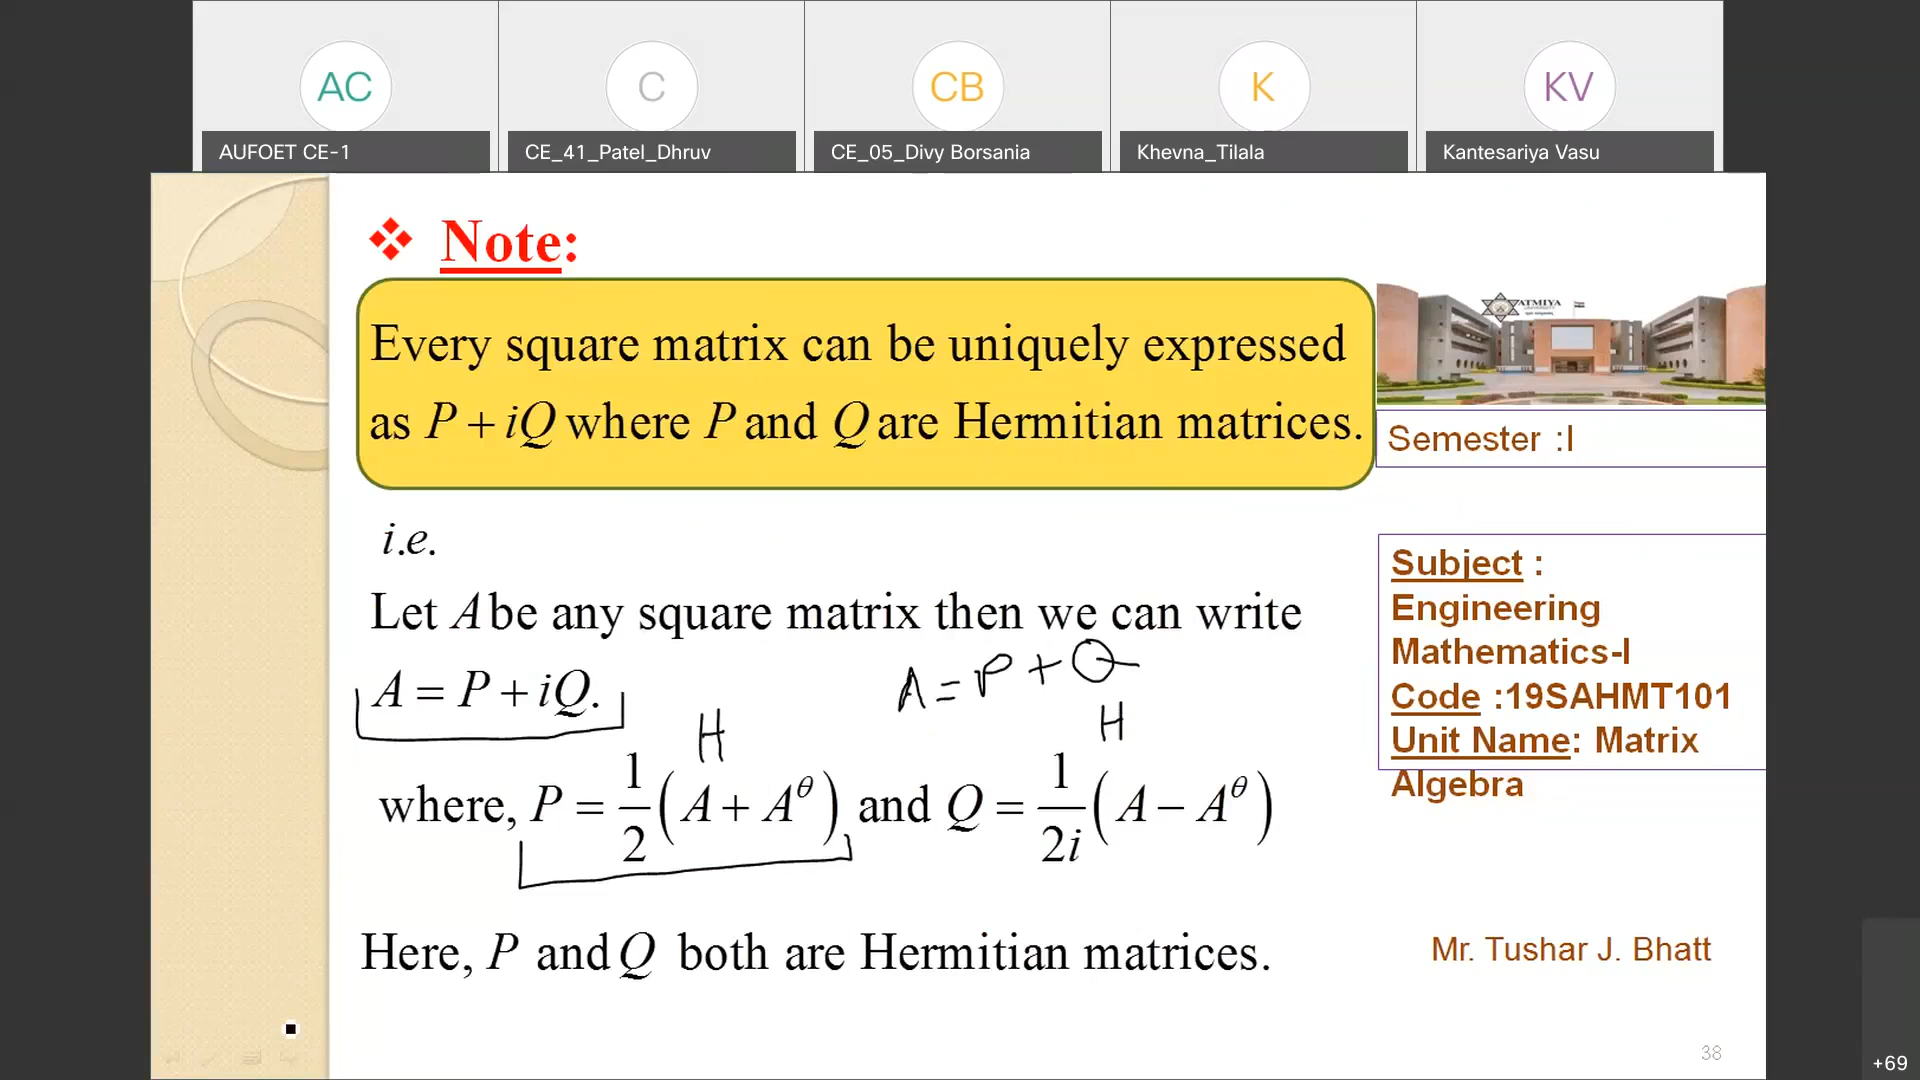 AC C CB K KV
AUFOET CE-1 CE_41_Patel_Dhruv CE_05_Divy Borsania Khevna_Tilala Kantesariya Vasu
❖ Note:
Every square matrix can be uniquely expressed
as P + iQ where P and Q are Hermitian matrices.
i.e.
Let A be any square matrix then we can write
A = P + iQ.
A = P + Q
H H
where, P = 1/2 (A + A^θ) and Q = 1/2i (A − A^θ)
Here, P and Q both are Hermitian matrices.
ATMIYA
Semester :I
Subject :
Engineering
Mathematics-I
Code :19SAHMT101
Unit Name: Matrix
Algebra
Mr. Tushar J. Bhatt
38
+69